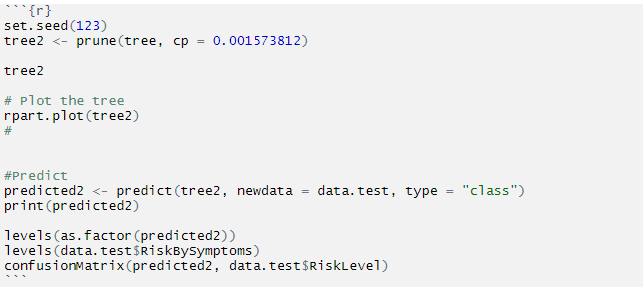 ```{r}
set.seed(123)
tree2 <- prune(tree, cp = 0.001573812)
tree2
# Plot the tree
rpart.plot(tree2)
#
#Predict
predicted2 <- predict(tree2, newdata = data.test, type = "class")
print(predicted2)
levels(as.factor(predicted2))
levels(data.test$RiskBySymptoms)
confusionMatrix(predicted2, data.test$RiskLevel)
```